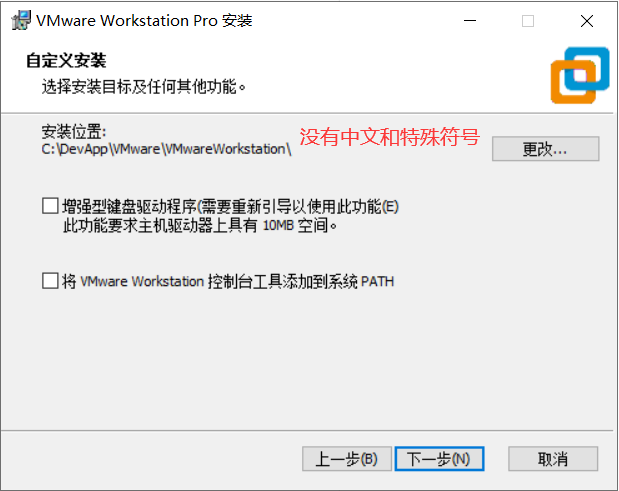 VMware Workstation Pro 安装
自定义安装
选择安装目标及任何其他功能。
安装位置:
C:\DevApp\VMware\VMwareWorkstation\
没有中文和特殊符号
更改...
增强型键盘驱动程序(需要重新引导以使用此功能(E)
此功能要求主机驱动器上具有 10MB 空间。
将 VMware Workstation 控制台工具添加到系统 PATH
上一步(B)
下一步(N)
取消